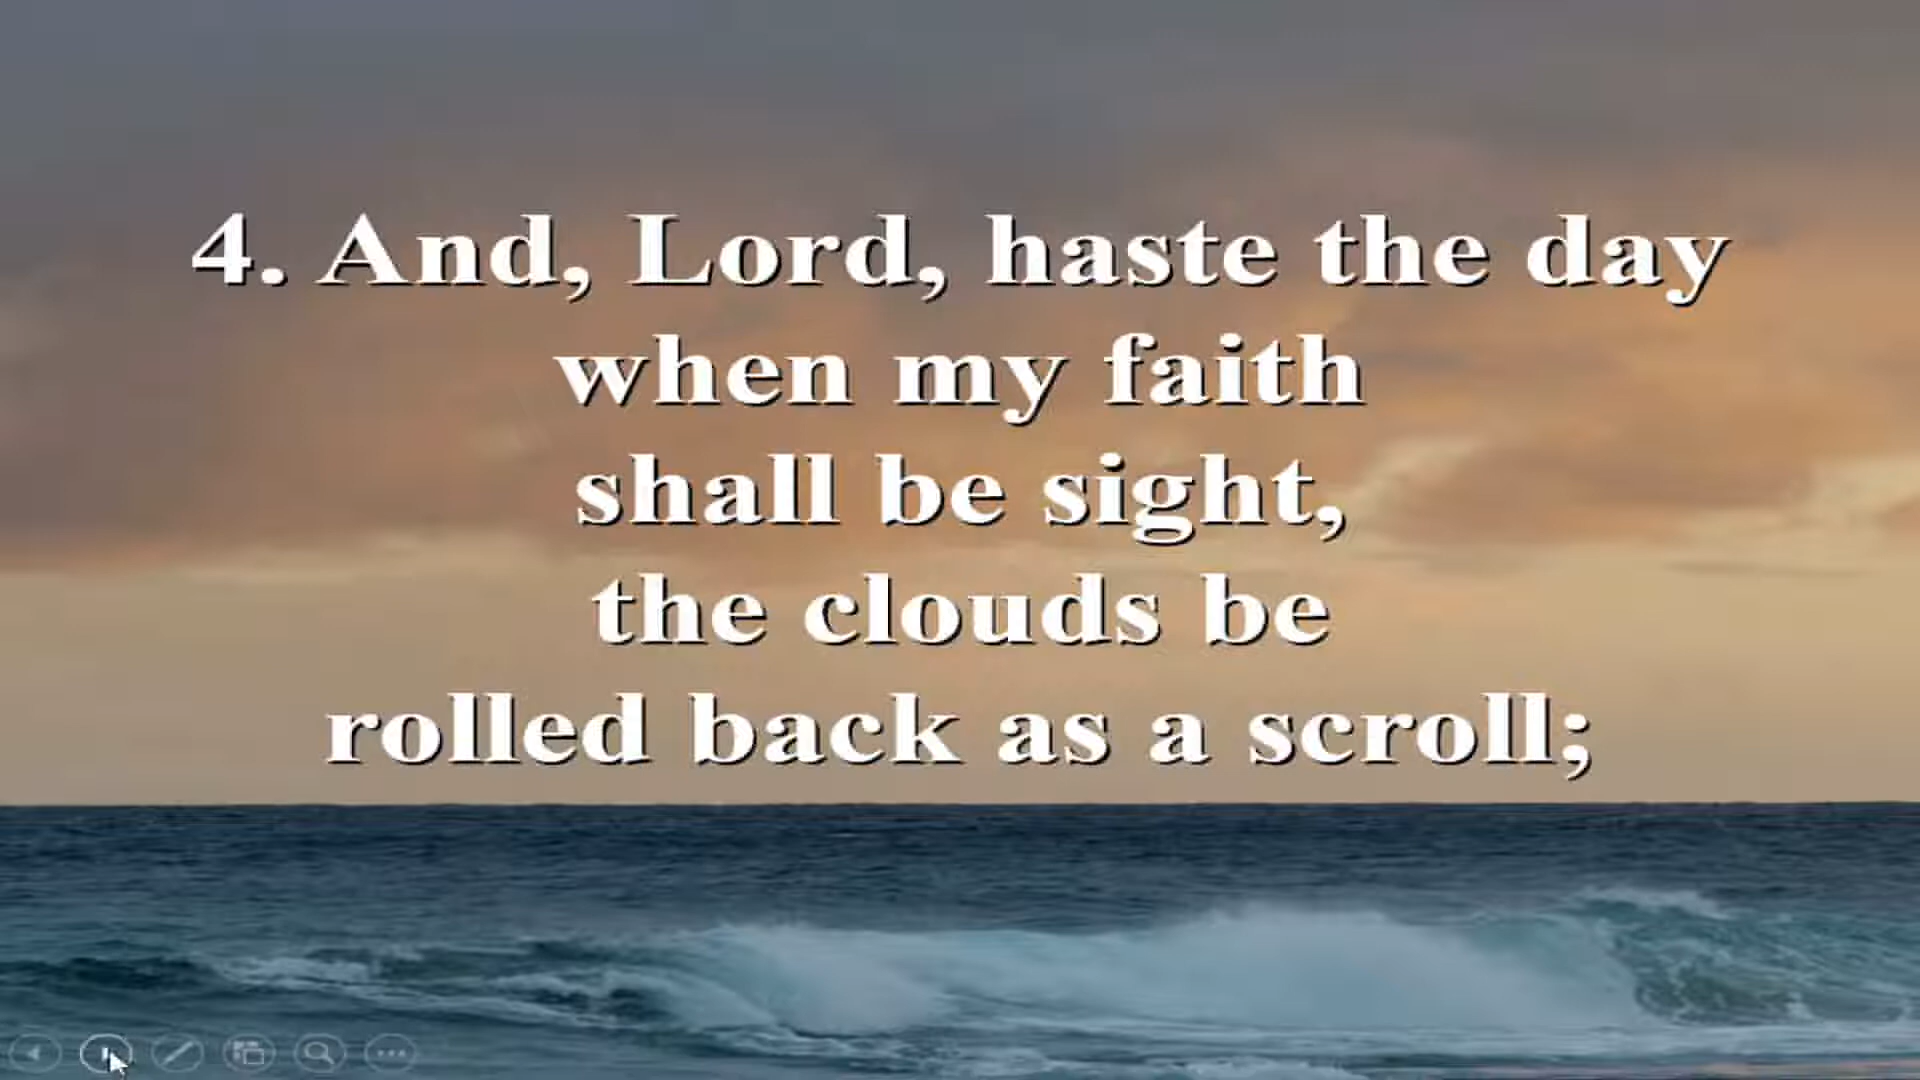 4. And, Lord, haste the day
when my faith
shall be sight,
the clouds be
rolled back as a scroll;